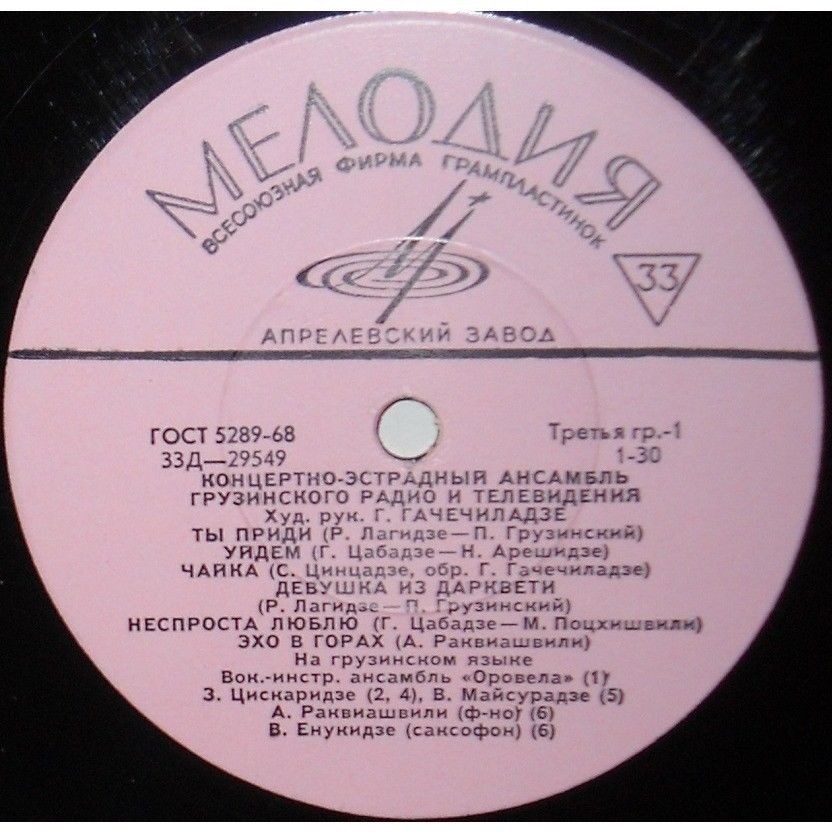 МЕЛОДИЯ
ВСЕСОЮЗНАЯ ФИРМА ГРАМПЛАСТИНОК
33
АПРЕЛЕВСКИЙ ЗАВОД
ГОСТ 5289-68 Третья гр.-1
33Д—29549 1-30
КОНЦЕРТНО-ЭСТРАДНЫЙ АНСАМБЛЬ
ГРУЗИНСКОГО РАДИО И ТЕЛЕВИДЕНИЯ
Худ. рук. Г. ГАЧЕЧИЛАДЗЕ
ТЫ ПРИДИ (Р. Лагидзе—П. Грузинский)
УЙДЕМ (Г. Цабадзе—Н. Арешидзе)
ЧАЙКА (С. Цинцадзе, обр. Г. Гачечиладзе)
ДЕВУШКА ИЗ ДАРКВЕТИ
(Р. Лагидзе—П. Грузинский)
НЕСПРОСТА ЛЮБЛЮ (Г. Цабадзе—М. Поцхишвили)
ЭХО В ГОРАХ (А. Раквиашвили)
На грузинском языке
Вок.-инстр. ансамбль «Оровела» (1)
З. Цискаридзе (2, 4), В. Майсурадзе (5)
А. Раквиашвили (ф-но) (6)
В. Енукидзе (саксофон) (6)